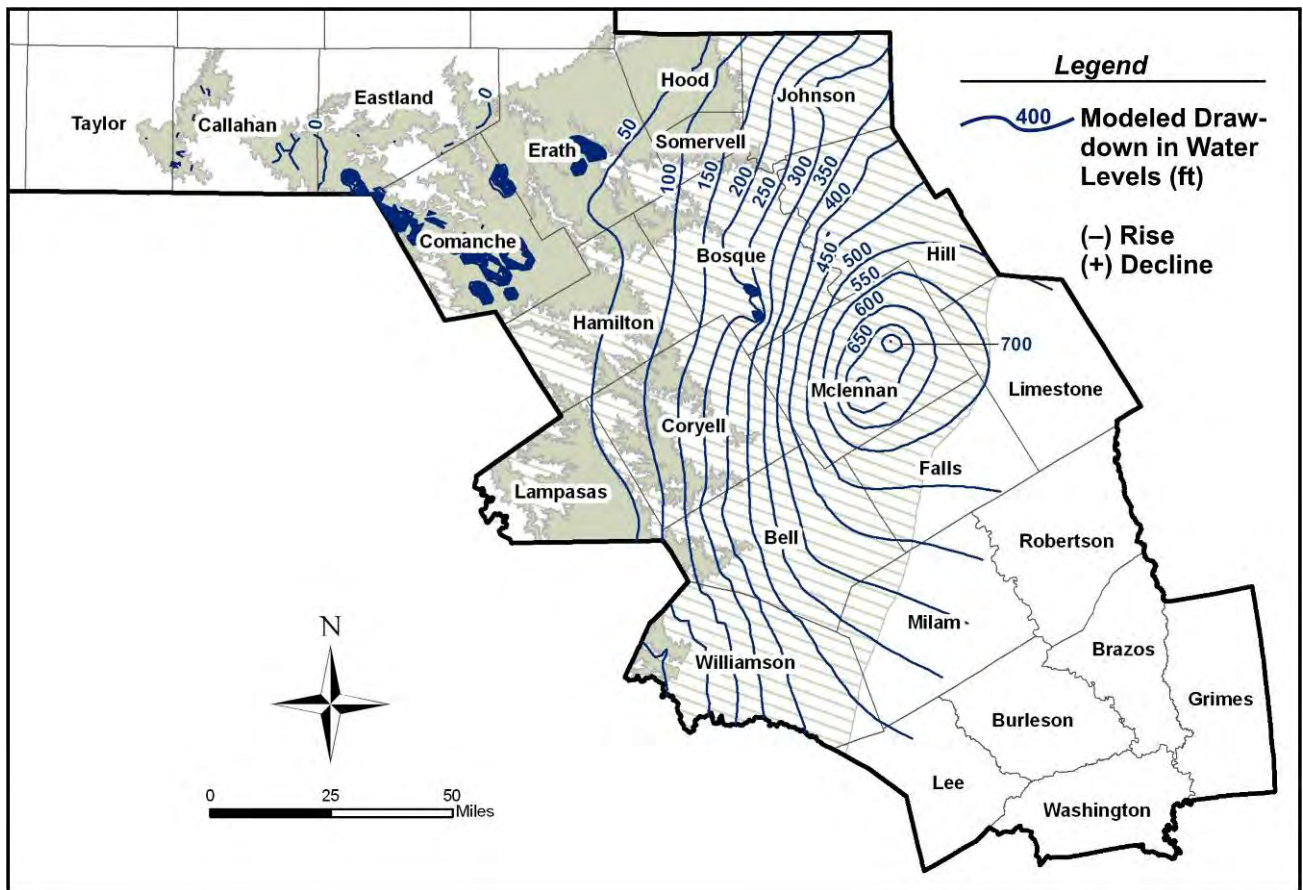 Legend
400 Modeled Draw-
down in Water
Levels (ft)
(–) Rise
(+) Decline
Hood
Johnson
Eastland
Taylor
Callahan
0
0
50
Erath
Somervell
100
150
200
250
300
350
400
Comanche
Bosque
450
500
Hill
550
600
Hamilton
650
700
Mclennan
Limestone
Coryell
Falls
Lampasas
Bell
Robertson
Milam
N
Williamson
Brazos
Grimes
Burleson
Lee
Washington
0 25 50
Miles